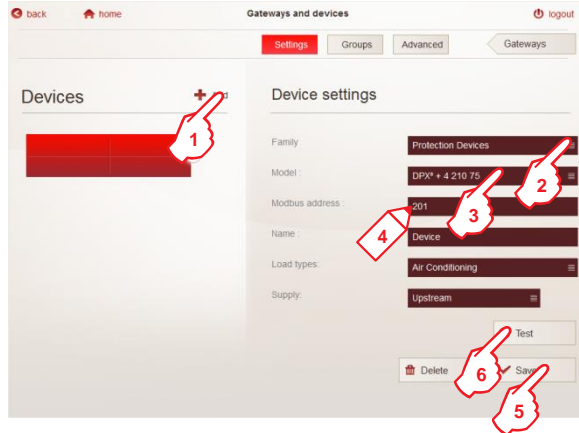 back home Gateways and devices logout
Settings Groups Advanced Gateways
Devices Device settings
1
Family Protection Devices
2
Model : DPX³ + 4 210 75
3
Modbus address : 201
4
Name : Device
Load types: Air Conditioning
Supply: Upstream
Test
6
Delete Save
5